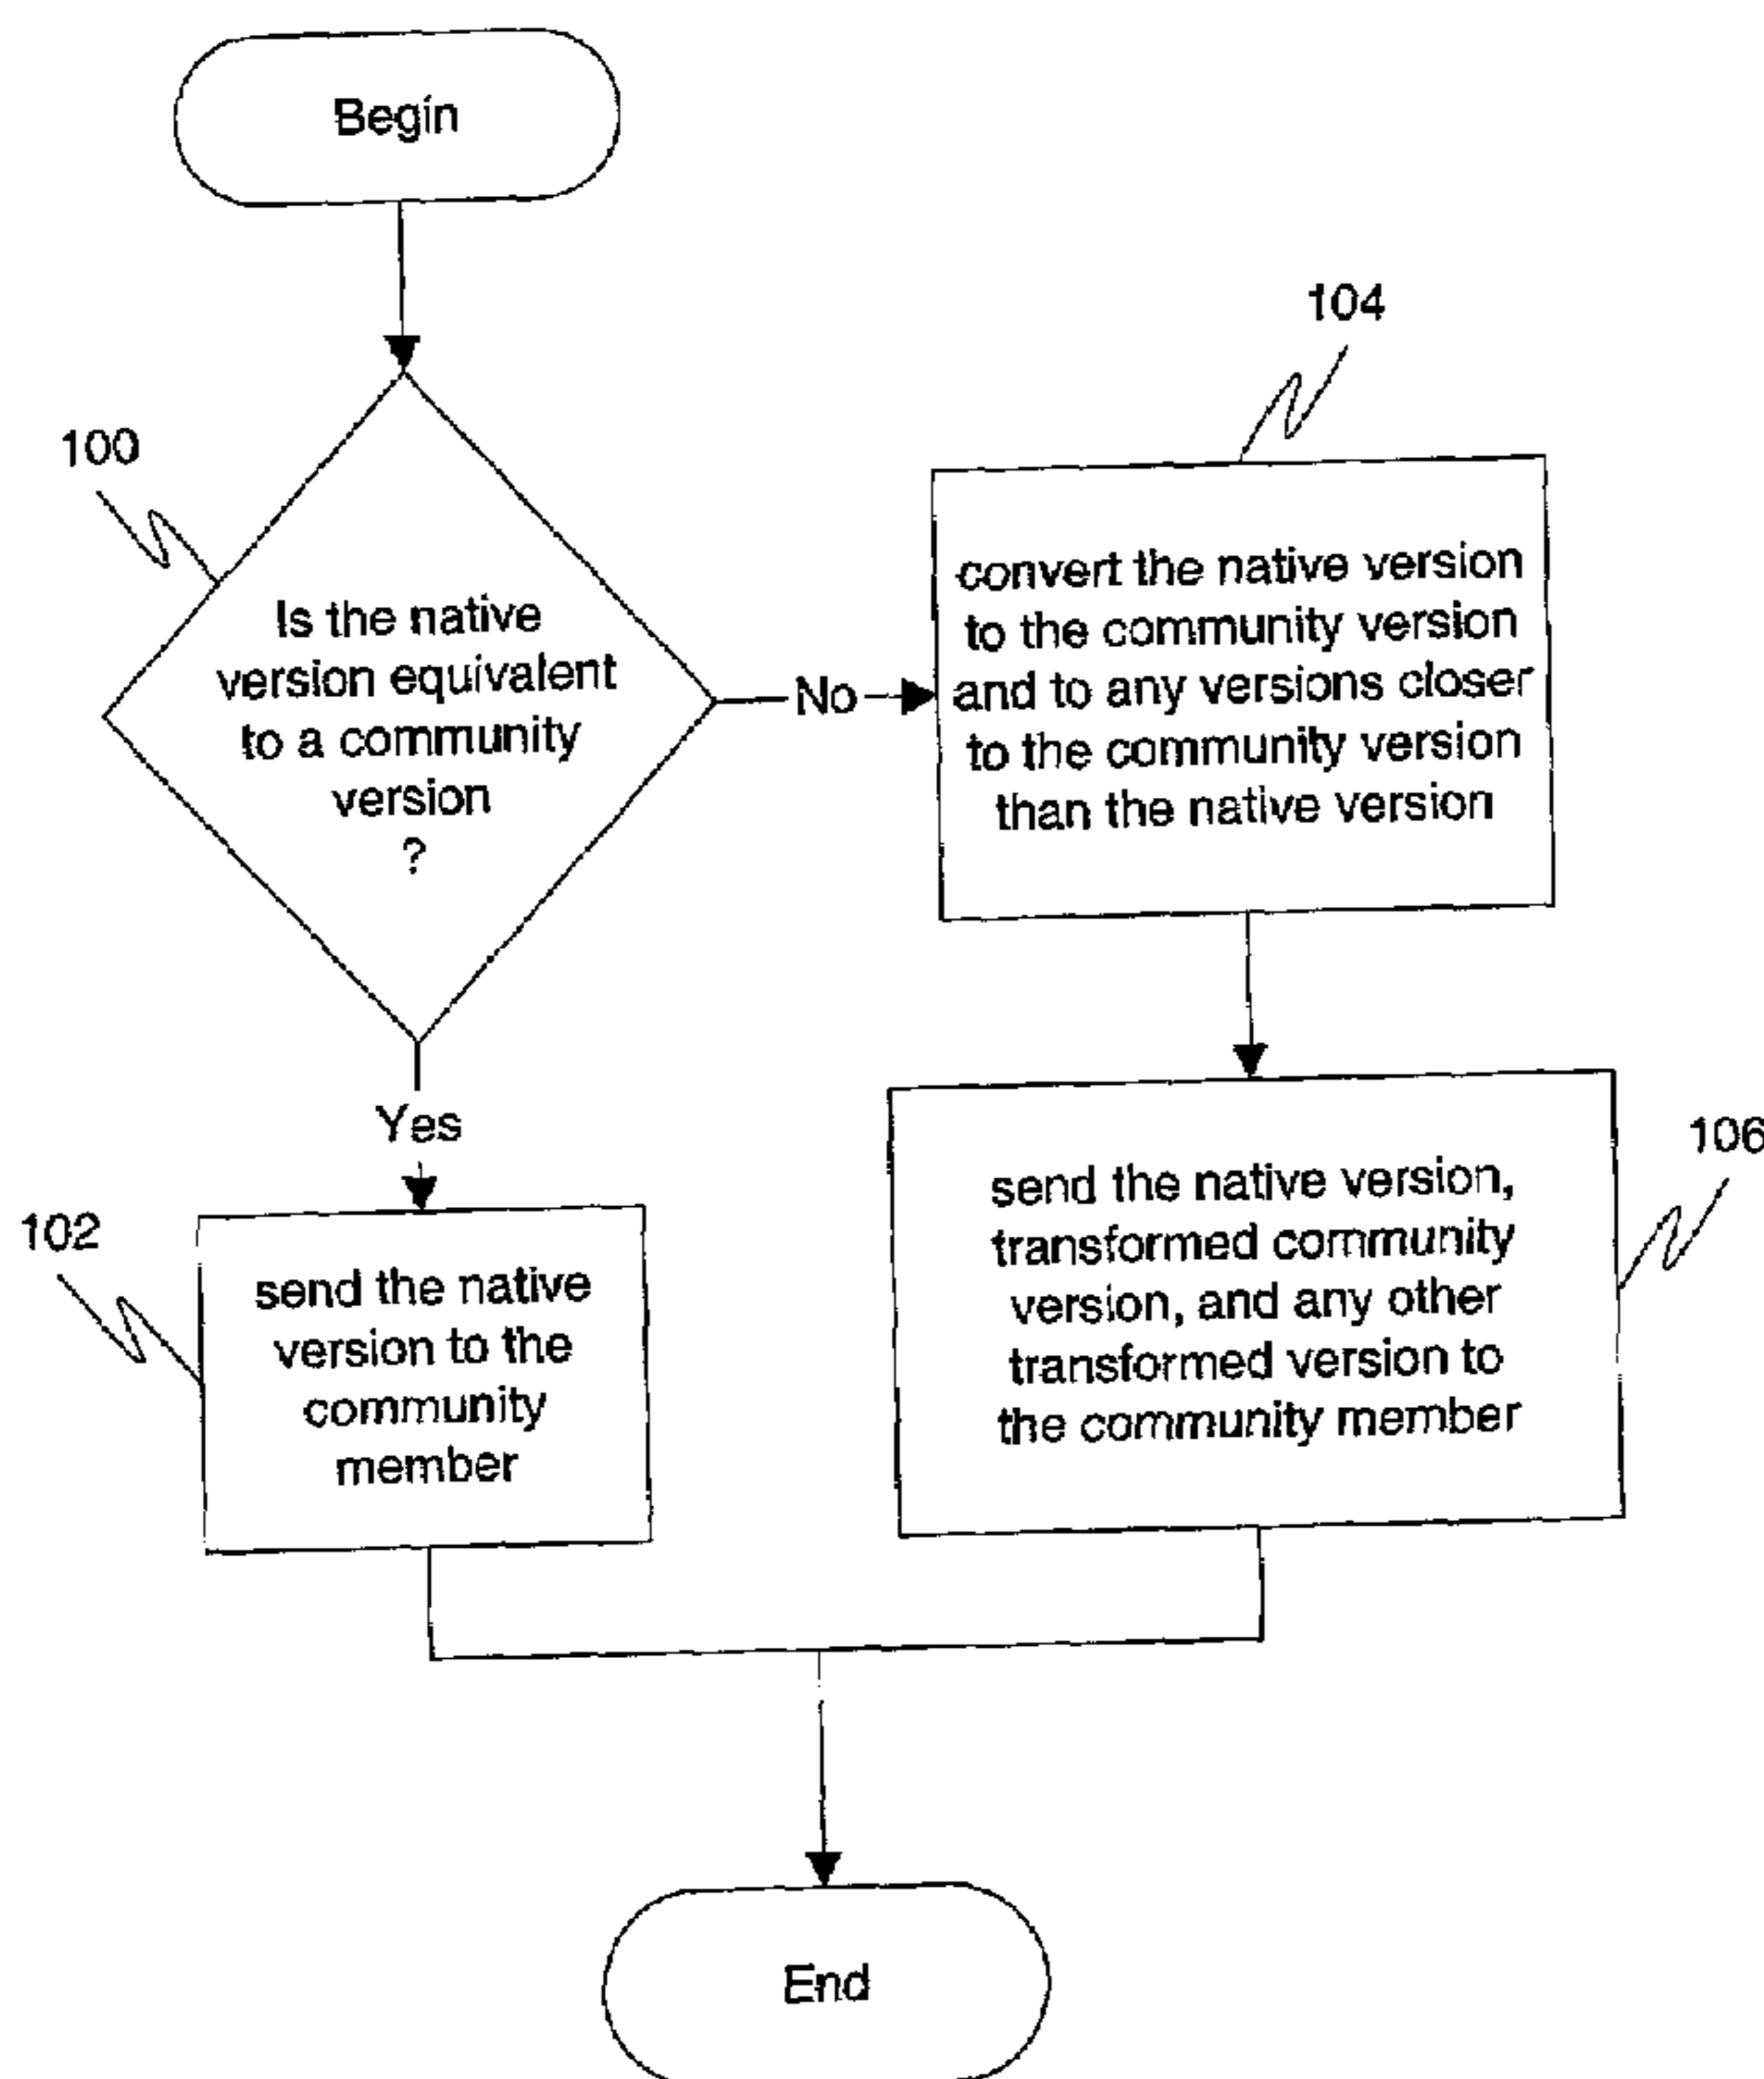 Begin
100
Is the native
version equivalent
to a community
version
?
No
Yes
104
convert the native version
to the community version
and to any versions closer
to the community version
than the native version
102
send the native
version to the
community
member
106
send the native version,
transformed community
version, and any other
transformed version to
the community member
End